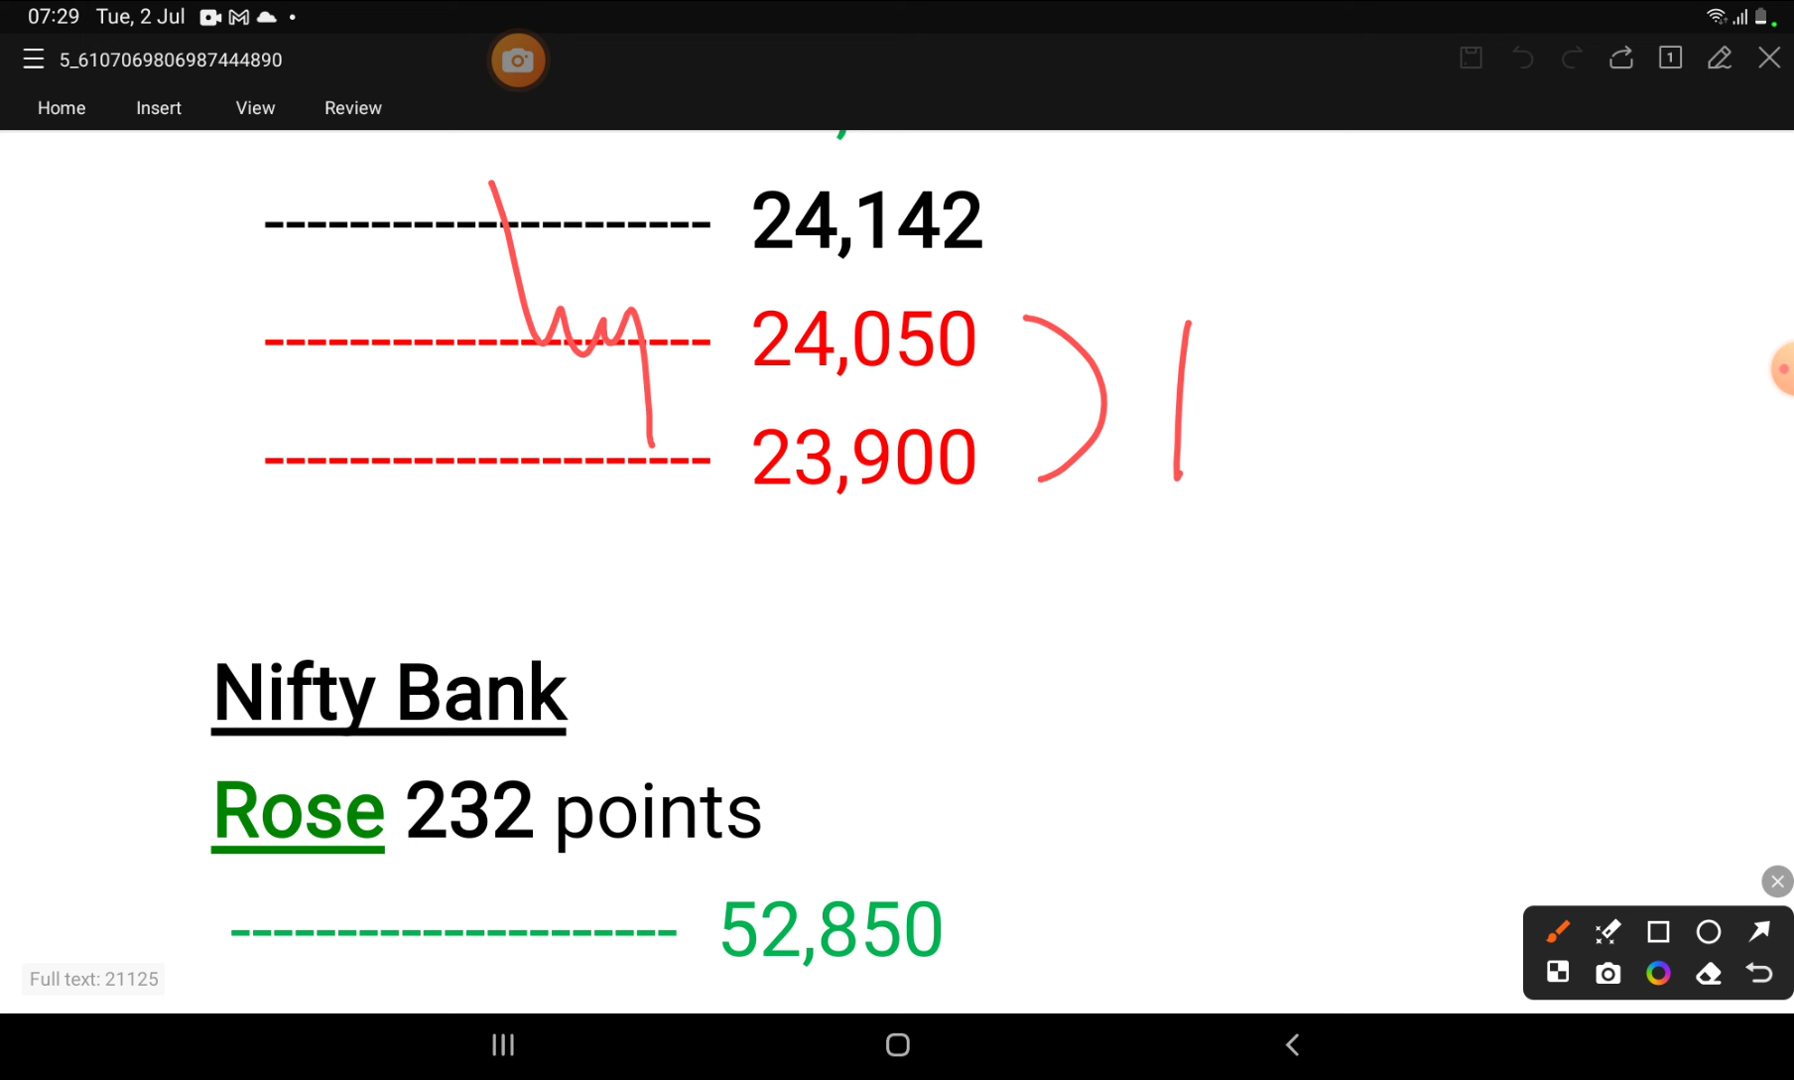 07:29 Tue, 2 Jul
5_6107069806987444890
1
Home Insert View Review
-------------------- 24,142
-------------------- 24,050
-------------------- 23,900
Nifty Bank
Rose 232 points
-------------------- 52,850
Full text: 21125